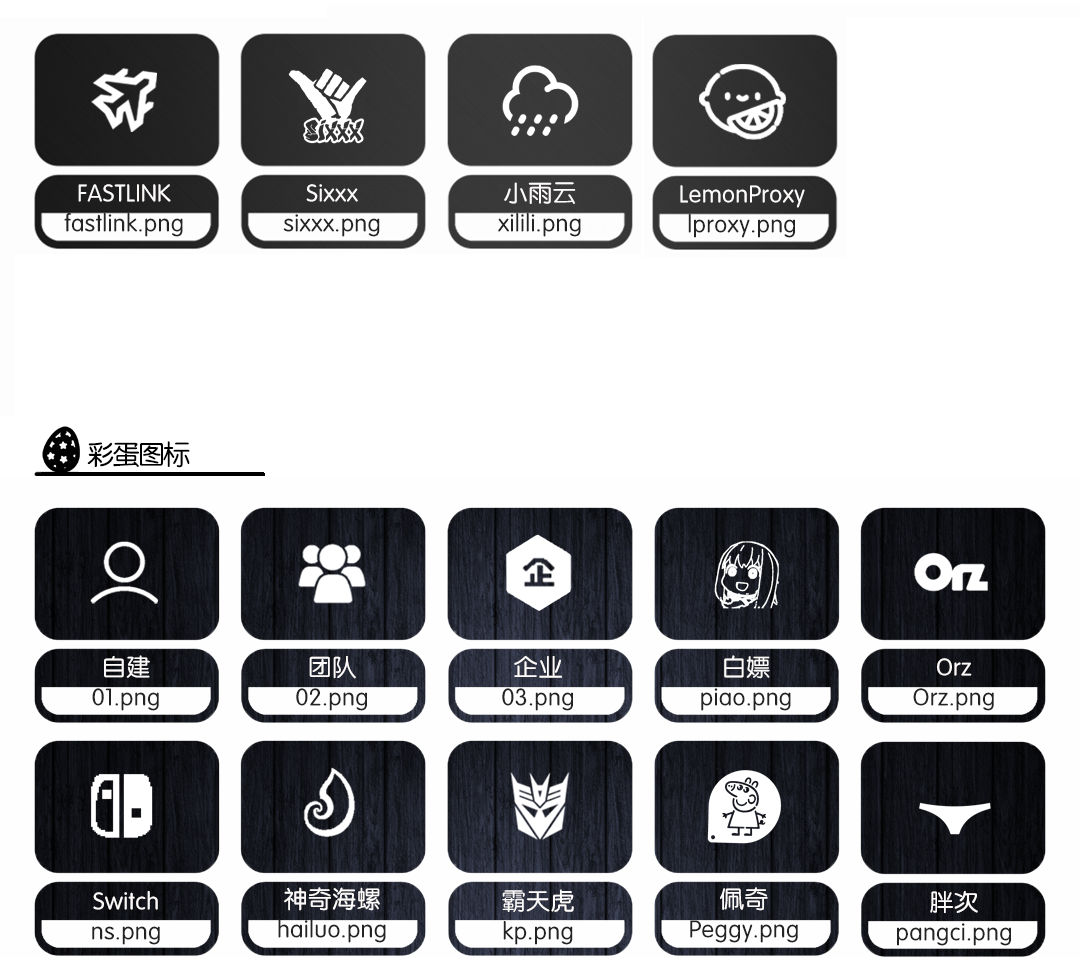 Sixxx
FASTLINK
fastlink.png
Sixxx
sixxx.png
小雨云
xilili.png
LemonProxy
lproxy.png
彩蛋图标
企
Orz
自建
01.png
团队
02.png
企业
03.png
白嫖
piao.png
Orz
Orz.png
Switch
ns.png
神奇海螺
hailuo.png
霸天虎
kp.png
佩奇
Peggy.png
胖次
pangci.png